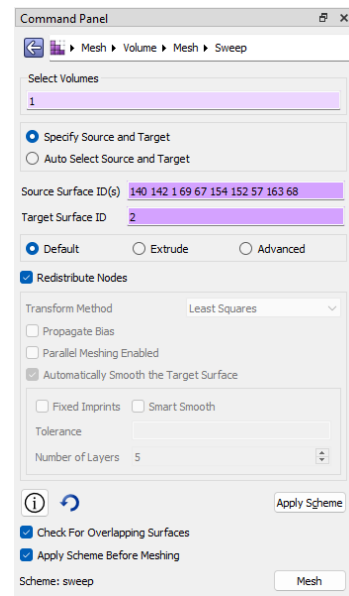 Command Panel
Mesh Volume Mesh Sweep
Select Volumes
1
Specify Source and Target
Auto Select Source and Target
Source Surface ID(s) 140 142 1 69 67 154 152 57 163 68
Target Surface ID 2
Default Extrude Advanced
Redistribute Nodes
Transform Method Least Squares
Propagate Bias
Parallel Meshing Enabled
Automatically Smooth the Target Surface
Fixed Imprints Smart Smooth
Tolerance
Number of Layers 5
Apply Scheme
Check For Overlapping Surfaces
Apply Scheme Before Meshing
Scheme: sweep Mesh